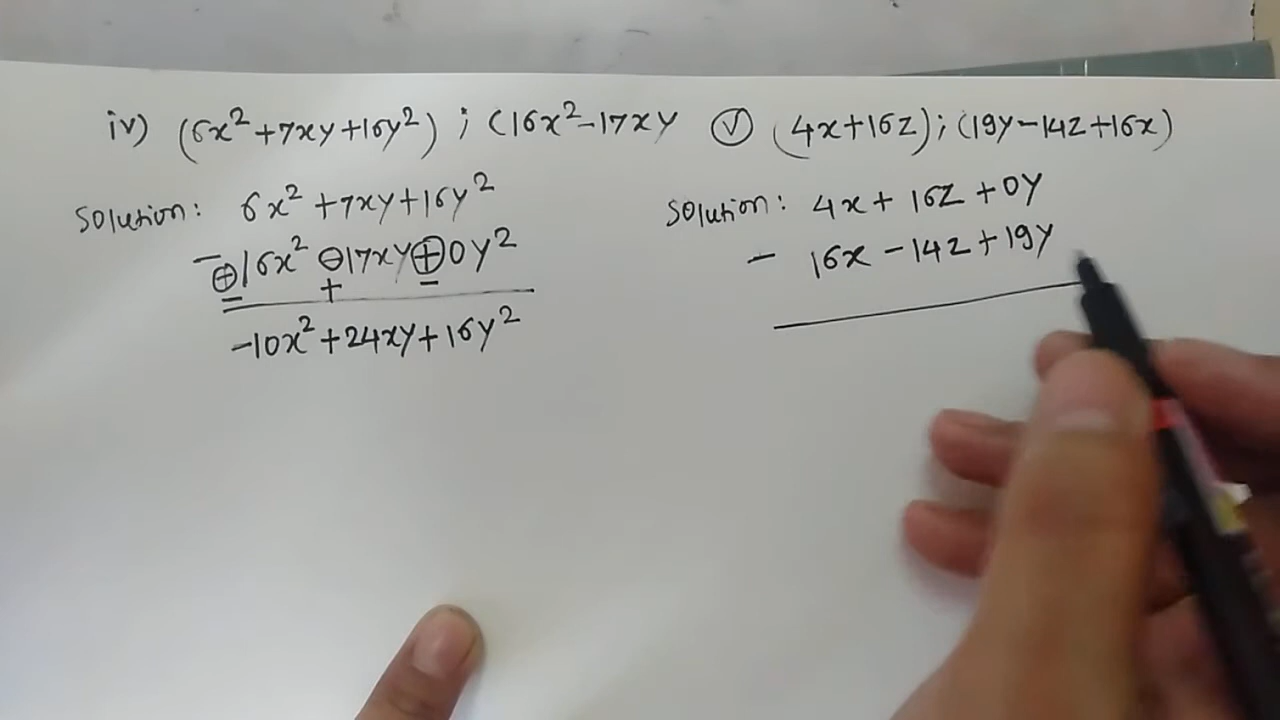 iv) (6x² + 7xy + 16y²) ; (16x² - 17xy
Solution: 6x² + 7xy + 16y²
- ⊕16x² ⊖17xy ⊕0y²
- + -
-10x² + 24xy + 16y²
Ⓥ (4x + 16z) ; (19y - 14z + 16x)
Solution: 4x + 16z + 0y
- 16x - 14z + 19y